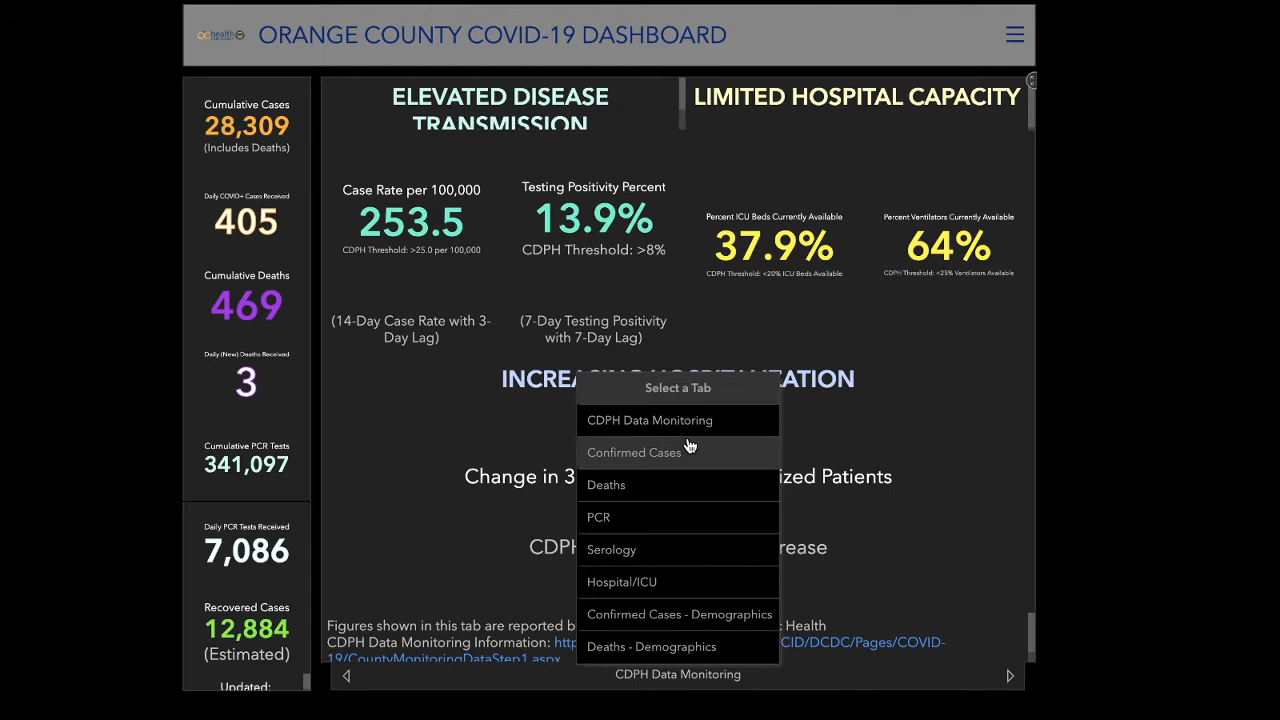 health
ORANGE COUNTY COVID-19 DASHBOARD
Cumulative Cases
28,309
(Includes Deaths)
Daily COVID+ Cases Received
405
Cumulative Deaths
469
Daily (New) Deaths Received
3
Cumulative PCR Tests
341,097
Daily PCR Tests Received
7,086
Recovered Cases
12,884
(Estimated)
Updated:
ELEVATED DISEASE
TRANSMISSION
Case Rate per 100,000
253.5
CDPH Threshold: >25.0 per 100,000
(14-Day Case Rate with 3-
Day Lag)
Testing Positivity Percent
13.9%
CDPH Threshold: >8%
(7-Day Testing Positivity
with 7-Day Lag)
LIMITED HOSPITAL CAPACITY
Percent ICU Beds Currently Available
37.9%
CDPH Threshold: <20% ICU Beds Available
Percent Ventilators Currently Available
64%
CDPH Threshold: <25% Ventilators Available
Change in 3 ized Patients
Select a Tab
CDPH Data Monitoring
Confirmed Cases
Deaths
PCR
Serology
Hospital/ICU
Confirmed Cases - Demographics
Deaths - Demographics
Figures shown in this tab are reported b Health
CDPH Data Monitoring Information: http CID/DCDC/Pages/COVID-
19/CountyMonitoringDataStep1.aspx
CDPH Data Monitoring